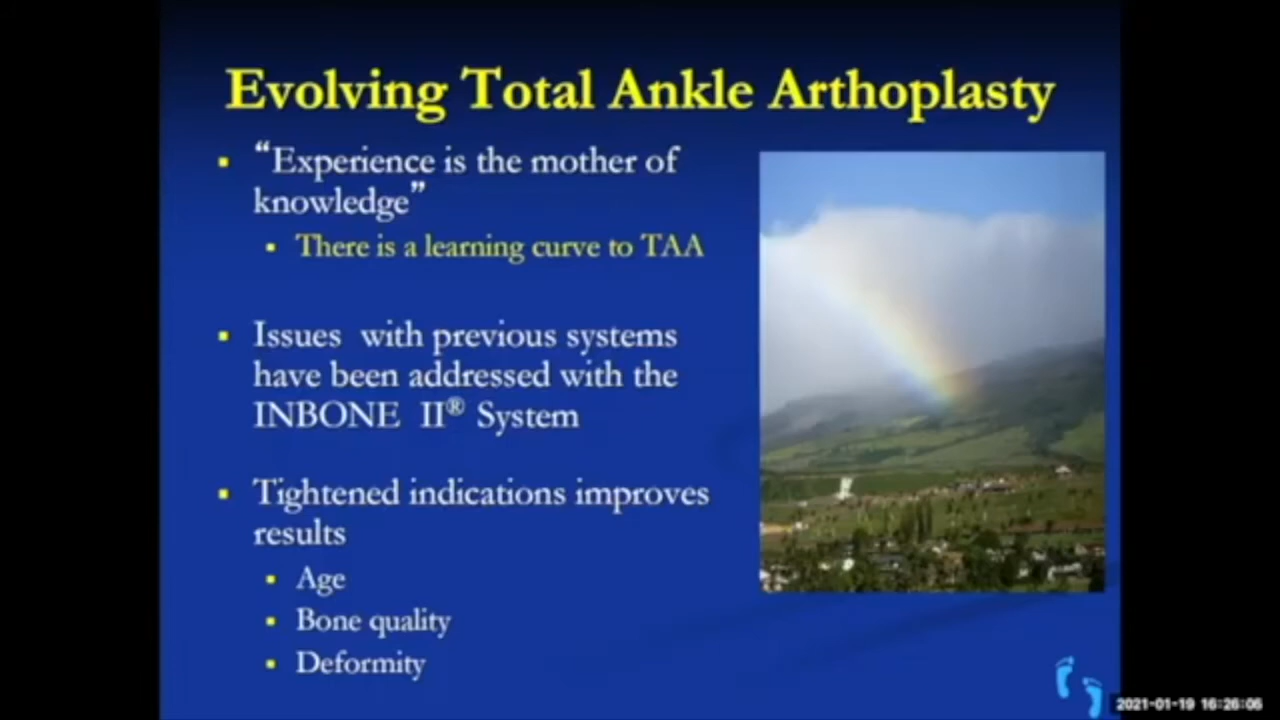 Evolving Total Ankle Arthoplasty
▪ “Experience is the mother of
knowledge”
▪ There is a learning curve to TAA
▪ Issues with previous systems
have been addressed with the
INBONE II® System
▪ Tightened indications improves
results
▪ Age
▪ Bone quality
▪ Deformity
2021-01-19 16:26:06